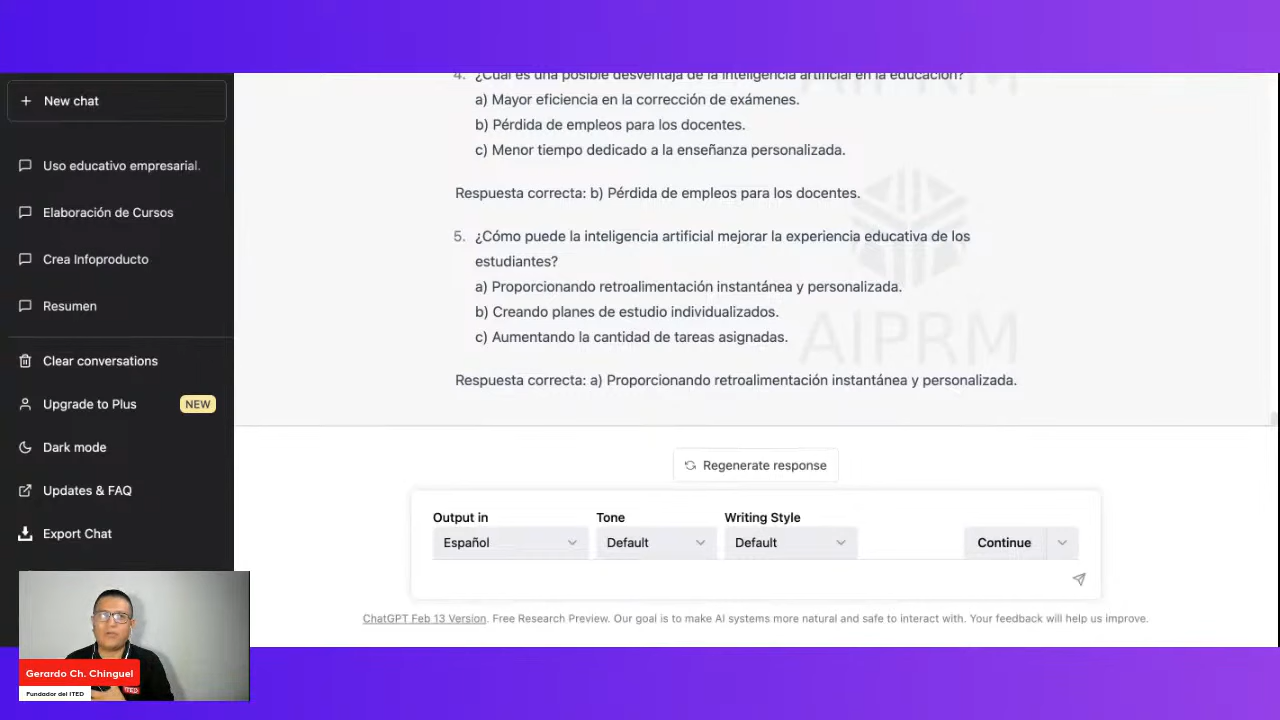 New chat
Uso educativo empresarial.
Elaboración de Cursos
Crea Infoproducto
Resumen
Clear conversations
Upgrade to Plus NEW
Dark mode
Updates & FAQ
Export Chat
4. ¿Cuál es una posible desventaja de la inteligencia artificial en la educación?
a) Mayor eficiencia en la corrección de exámenes.
b) Pérdida de empleos para los docentes.
c) Menor tiempo dedicado a la enseñanza personalizada.
Respuesta correcta: b) Pérdida de empleos para los docentes.
5. ¿Cómo puede la inteligencia artificial mejorar la experiencia educativa de los
estudiantes?
a) Proporcionando retroalimentación instantánea y personalizada.
b) Creando planes de estudio individualizados.
c) Aumentando la cantidad de tareas asignadas.
Respuesta correcta: a) Proporcionando retroalimentación instantánea y personalizada.
AIPRM
AIPRM
Regenerate response
Output in Tone Writing Style
Español Default Default Continue
ChatGPT Feb 13 Version. Free Research Preview. Our goal is to make AI systems more natural and safe to interact with. Your feedback will help us improve.
Gerardo Ch. Chinguel
Fundador del ITED
ITED